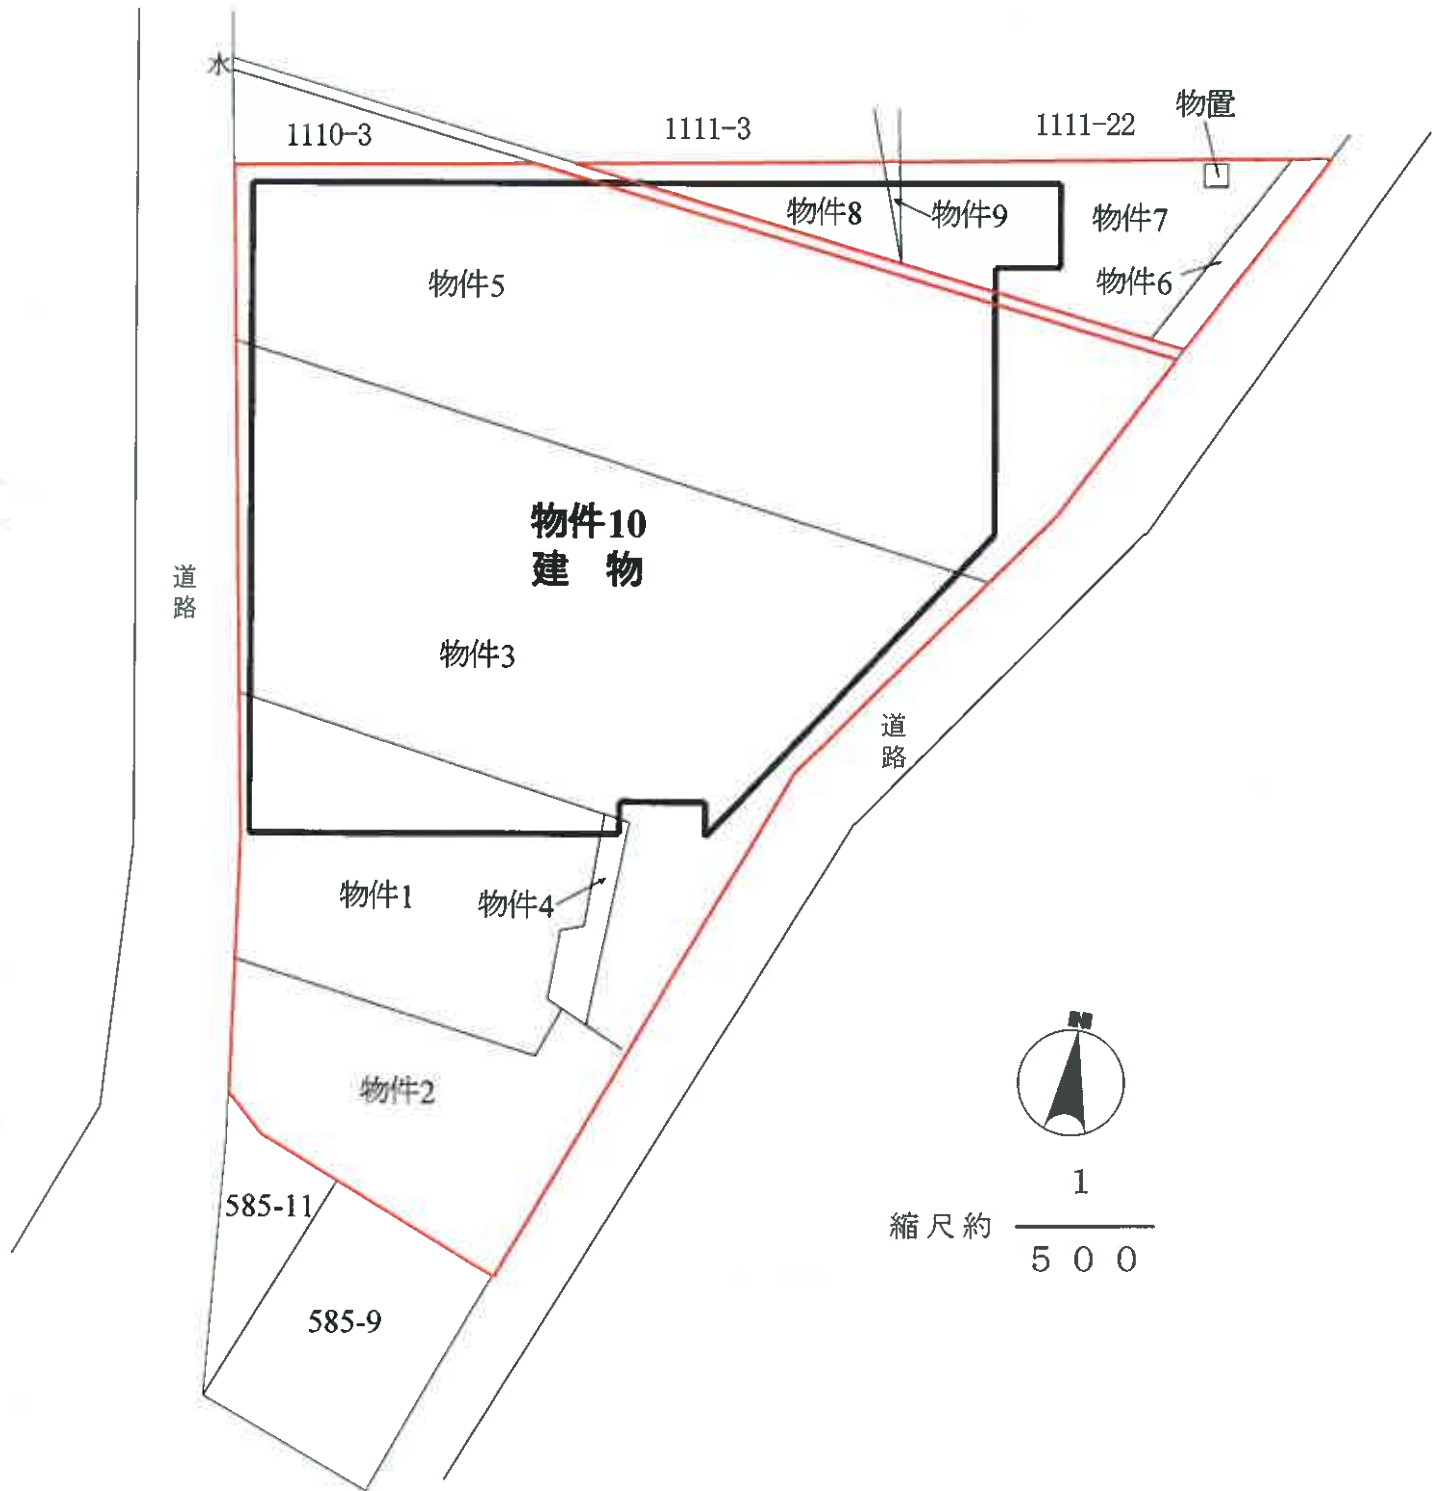 水
1110-3
1111-3
1111-22
物置
物件8
物件9
物件7
物件6
物件5
物件10
建 物
道路
物件3
道路
物件1
物件4
物件2
N
1
縮尺約
500
585-11
585-9